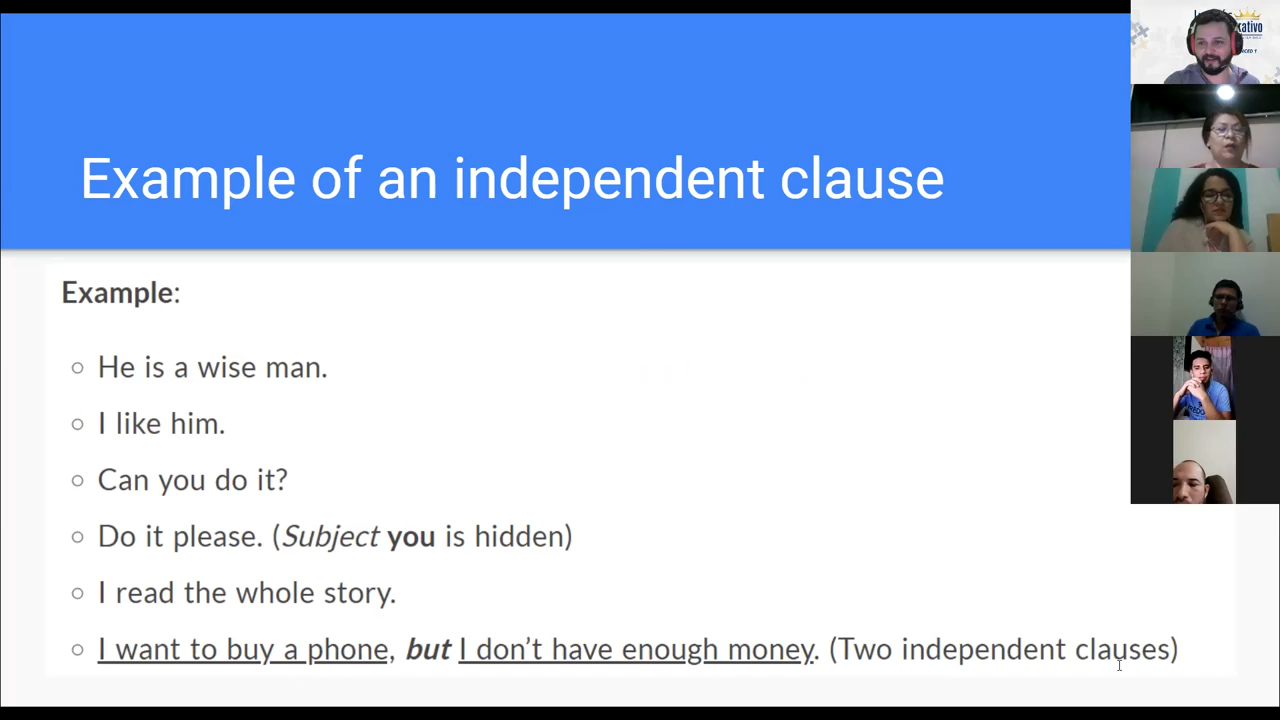 Example of an independent clause
Example:
He is a wise man.
I like him.
Can you do it?
Do it please. (Subject you is hidden)
I read the whole story.
I want to buy a phone, but I don't have enough money. (Two independent clauses)